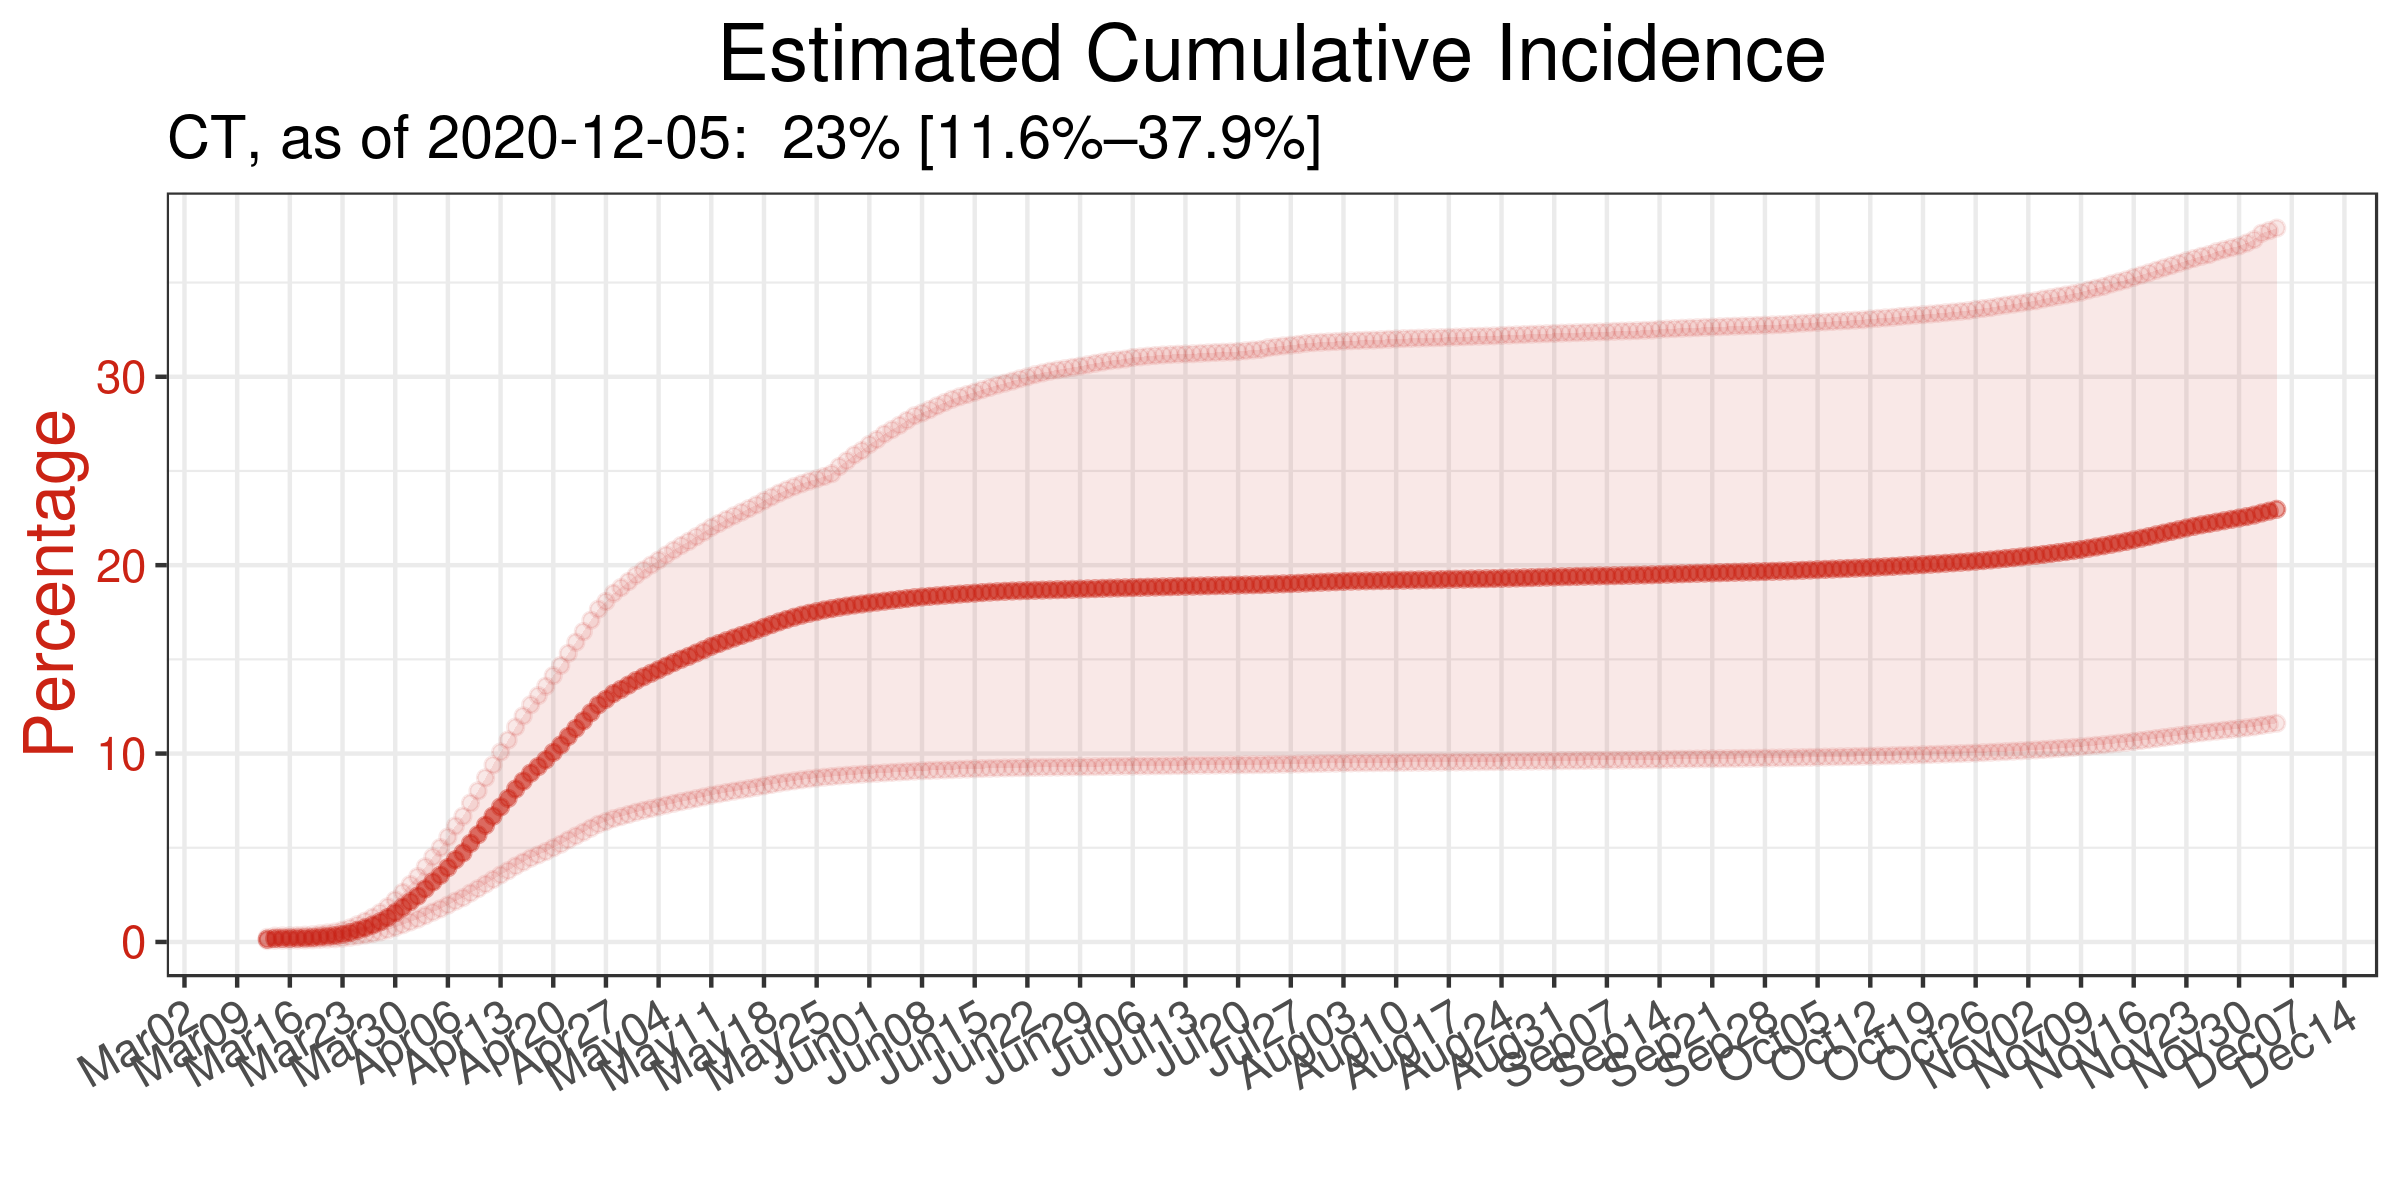 Estimated Cumulative Incidence
CT, as of 2020-12-05:  23% [11.6%–37.9%]
Percentage
30
20
10
0
Mar02
Mar09
Mar16
Mar23
Mar30
Apr06
Apr13
Apr20
Apr27
May04
May11
May18
May25
Jun01
Jun08
Jun15
Jun22
Jun29
Jul06
Jul13
Jul20
Jul27
Aug03
Aug10
Aug17
Aug24
Aug31
Sep07
Sep14
Sep21
Sep28
Oct05
Oct12
Oct19
Oct26
Nov02
Nov09
Nov16
Nov23
Nov30
Dec07
Dec14